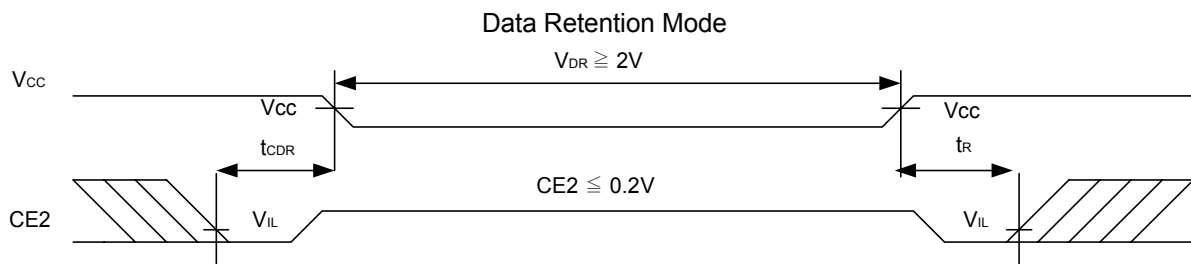 Data Retention Mode
VDR ≧ 2V
VCC
Vcc
Vcc
tCDR
tR
CE2 ≦ 0.2V
CE2
VIL
VIL